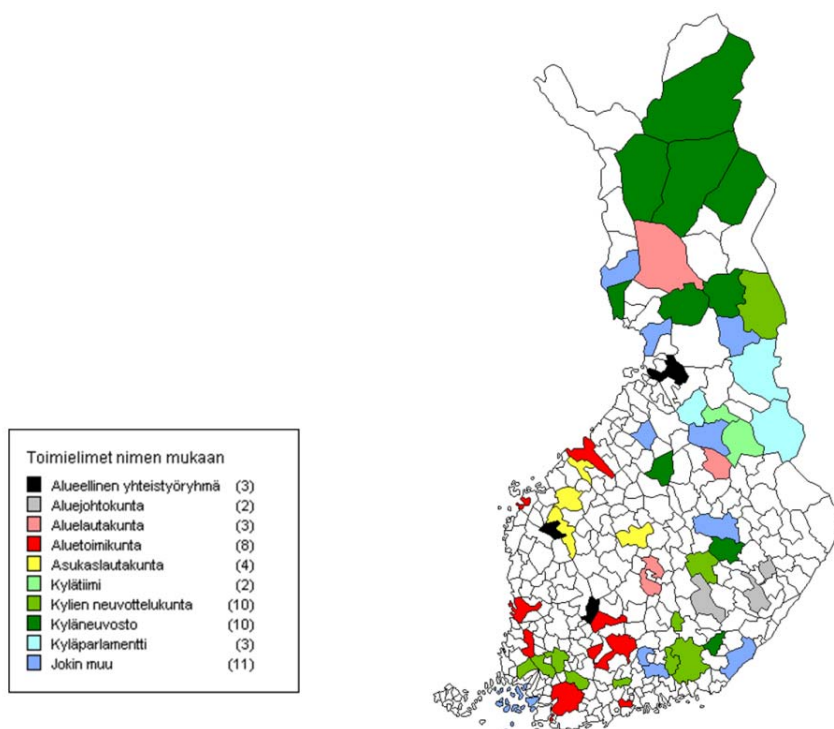 Toimielimet nimen mukaan
Alueellinen yhteistyöryhmä (3)
Aluejohtokunta (2)
Aluelautakunta (3)
Aluetoimikunta (8)
Asukaslautakunta (4)
Kylätiimi (2)
Kylien neuvottelukunta (10)
Kyläneuvosto (10)
Kyläparlamentti (3)
Jokin muu (11)